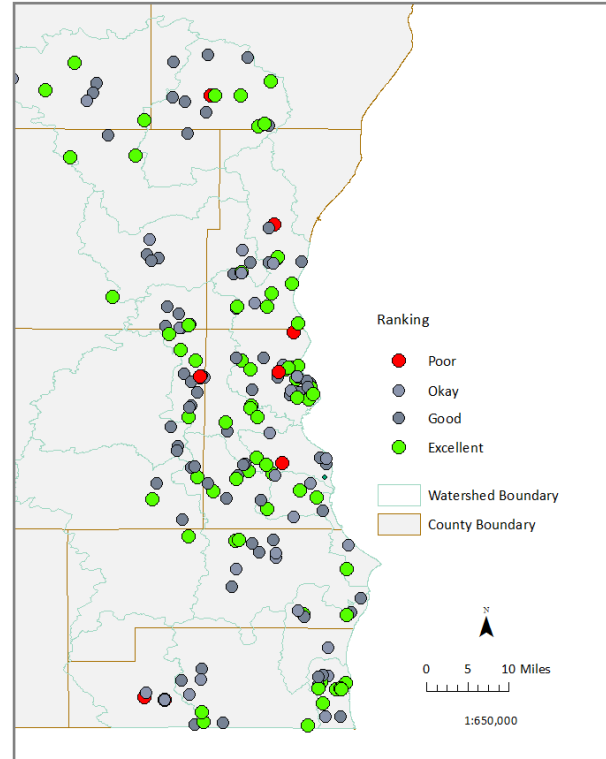 Ranking
Poor
Okay
Good
Excellent
Watershed Boundary
County Boundary
N
0 5 10 Miles
1:650,000